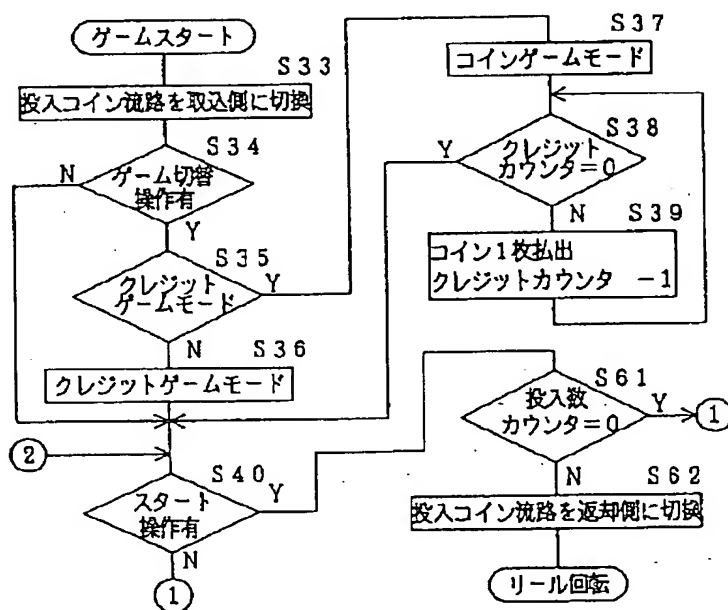 ゲームスタート
S33
投入コイン流路を取込側に切換
S34
ゲーム切替
操作有
N
Y
S35
クレジット
ゲームモード
Y
N
S36
クレジットゲームモード
2
S40
スタート
操作有
Y
N
1
S37
コインゲームモード
S38
クレジット
カウンタ=0
Y
N
S39
コイン1枚払出
クレジットカウンタ -1
S61
投入数
カウンタ=0
Y
1
N
S62
投入コイン流路を返却側に切換
リール回転